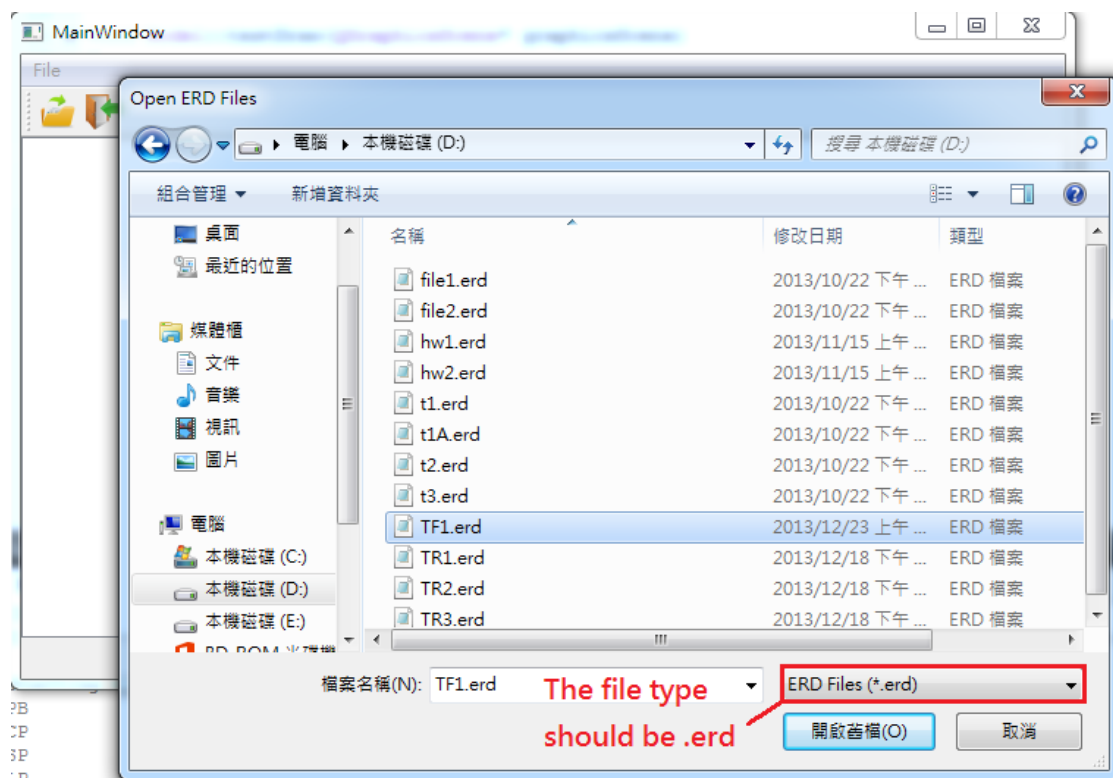 MainWindow
File
Open ERD Files
電腦 本機磁碟 (D:)
搜尋 本機磁碟 (D:)
組合管理 新增資料夾
桌面
最近的位置
媒體櫃
文件
音樂
視訊
圖片
電腦
本機磁碟 (C:)
本機磁碟 (D:)
本機磁碟 (E:)
名稱 修改日期 類型
file1.erd 2013/10/22 下午 ... ERD 檔案
file2.erd 2013/10/22 下午 ... ERD 檔案
hw1.erd 2013/11/15 上午 ... ERD 檔案
hw2.erd 2013/11/15 上午 ... ERD 檔案
t1.erd 2013/10/22 下午 ... ERD 檔案
t1A.erd 2013/10/22 下午 ... ERD 檔案
t2.erd 2013/10/22 下午 ... ERD 檔案
t3.erd 2013/10/22 下午 ... ERD 檔案
TF1.erd 2013/12/23 上午 ... ERD 檔案
TR1.erd 2013/12/18 下午 ... ERD 檔案
TR2.erd 2013/12/18 下午 ... ERD 檔案
TR3.erd 2013/12/18 下午 ... ERD 檔案
檔案名稱(N): TF1.erd
ERD Files (*.erd)
The file type
should be .erd
開啟舊檔(O) 取消
PB
CP
SP